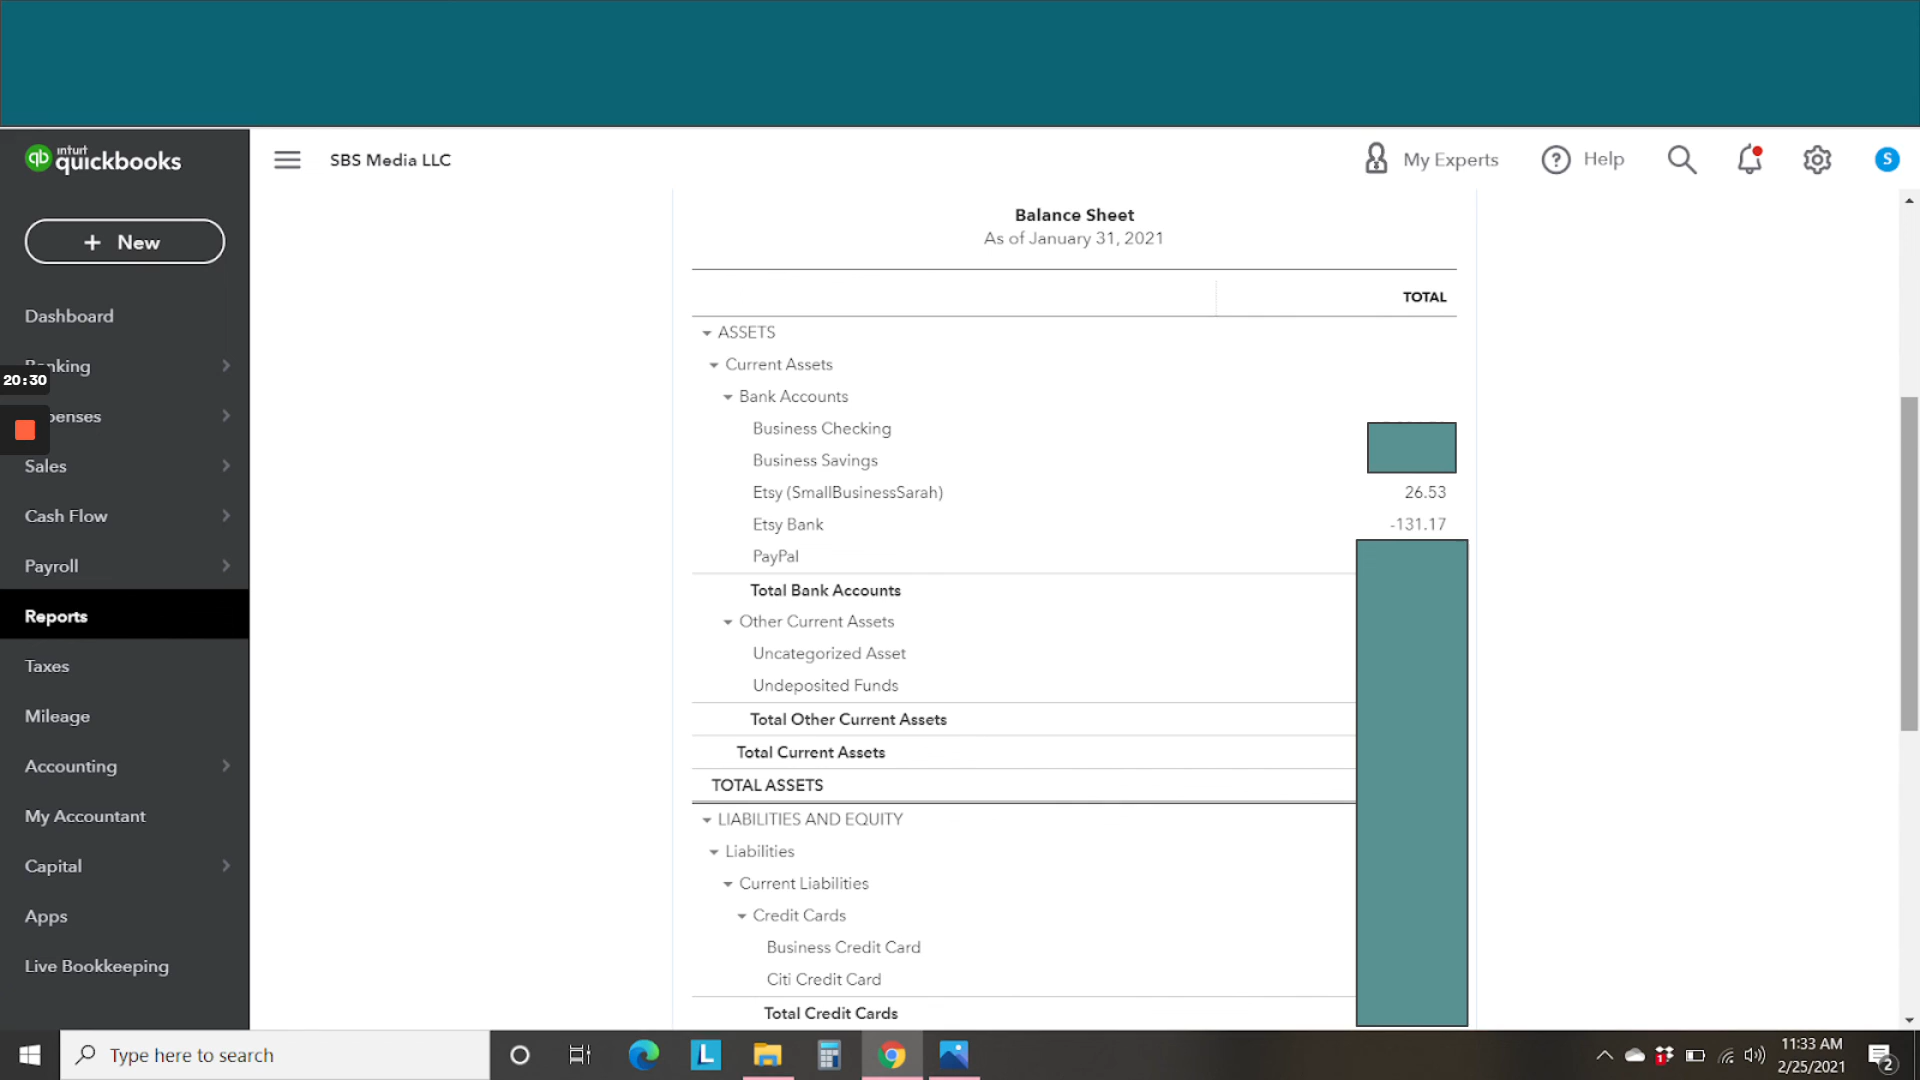 intuit
qb quickbooks
SBS Media LLC
My Experts
? Help
S
+ New
Dashboard
Banking
20:30
penses
Sales
Cash Flow
Payroll
Reports
Taxes
Mileage
Accounting
My Accountant
Capital
Apps
Live Bookkeeping
Balance Sheet
As of January 31, 2021
TOTAL
ASSETS
Current Assets
Bank Accounts
Business Checking
Business Savings
Etsy (SmallBusinessSarah) 26.53
Etsy Bank -131.17
PayPal
Total Bank Accounts
Other Current Assets
Uncategorized Asset
Undeposited Funds
Total Other Current Assets
Total Current Assets
TOTAL ASSETS
LIABILITIES AND EQUITY
Liabilities
Current Liabilities
Credit Cards
Business Credit Card
Citi Credit Card
Total Credit Cards
Type here to search
L
1
11:33 AM
2/25/2021
2